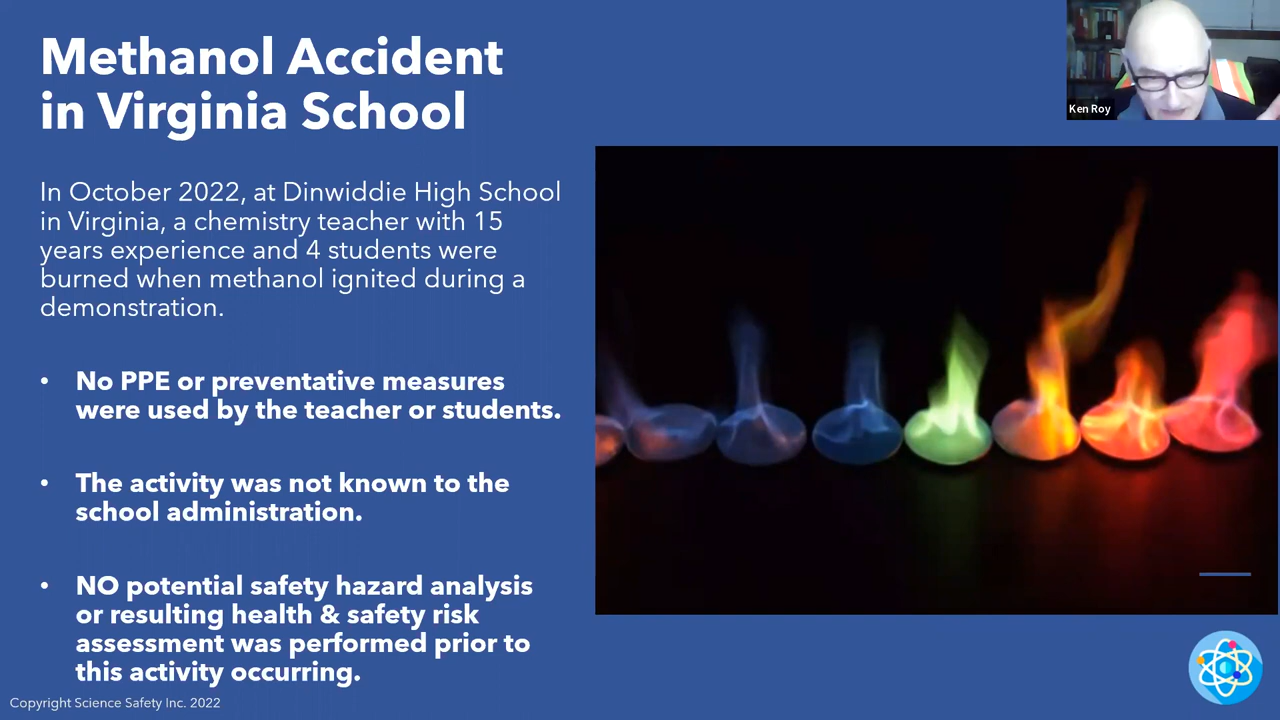 Methanol Accident
in Virginia School
Ken Roy
In October 2022, at Dinwiddie High School
in Virginia, a chemistry teacher with 15
years experience and 4 students were
burned when methanol ignited during a
demonstration.
• No PPE or preventative measures
were used by the teacher or students.
• The activity was not known to the
school administration.
• NO potential safety hazard analysis
or resulting health & safety risk
assessment was performed prior to
this activity occurring.
Copyright Science Safety Inc. 2022